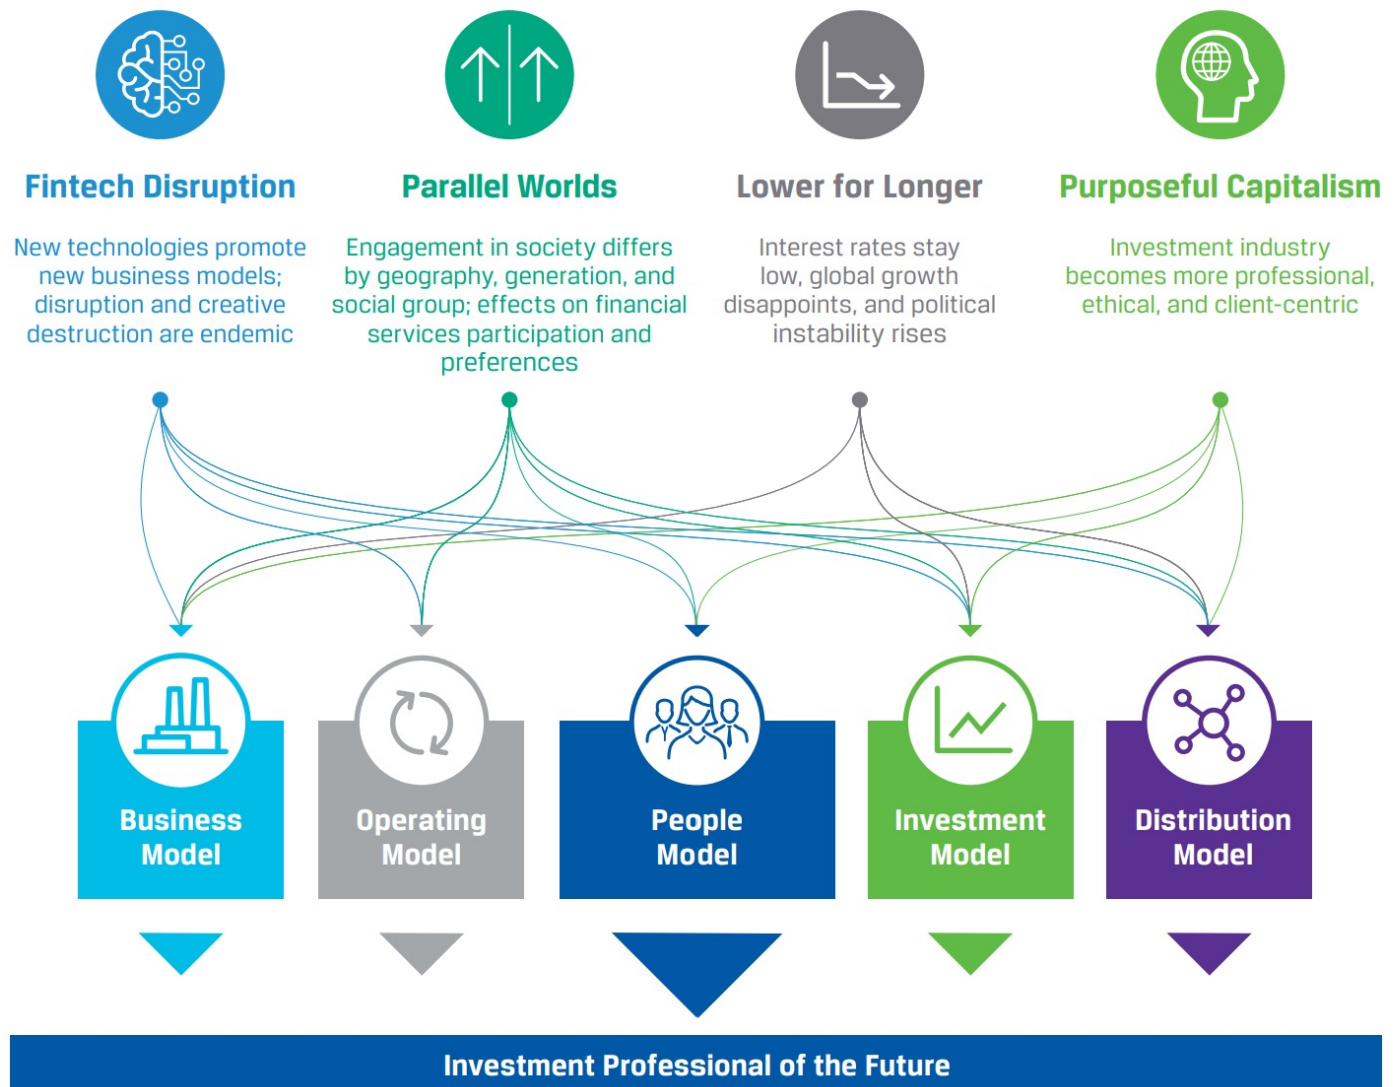 Fintech Disruption
New technologies promote
new business models;
disruption and creative
destruction are endemic
Parallel Worlds
Engagement in society differs
by geography, generation, and
social group; effects on financial
services participation and
preferences
Lower for Longer
Interest rates stay
low, global growth
disappoints, and political
instability rises
Purposeful Capitalism
Investment industry
becomes more professional,
ethical, and client-centric
Business
Model
Operating
Model
People
Model
Investment
Model
Distribution
Model
Investment Professional of the Future